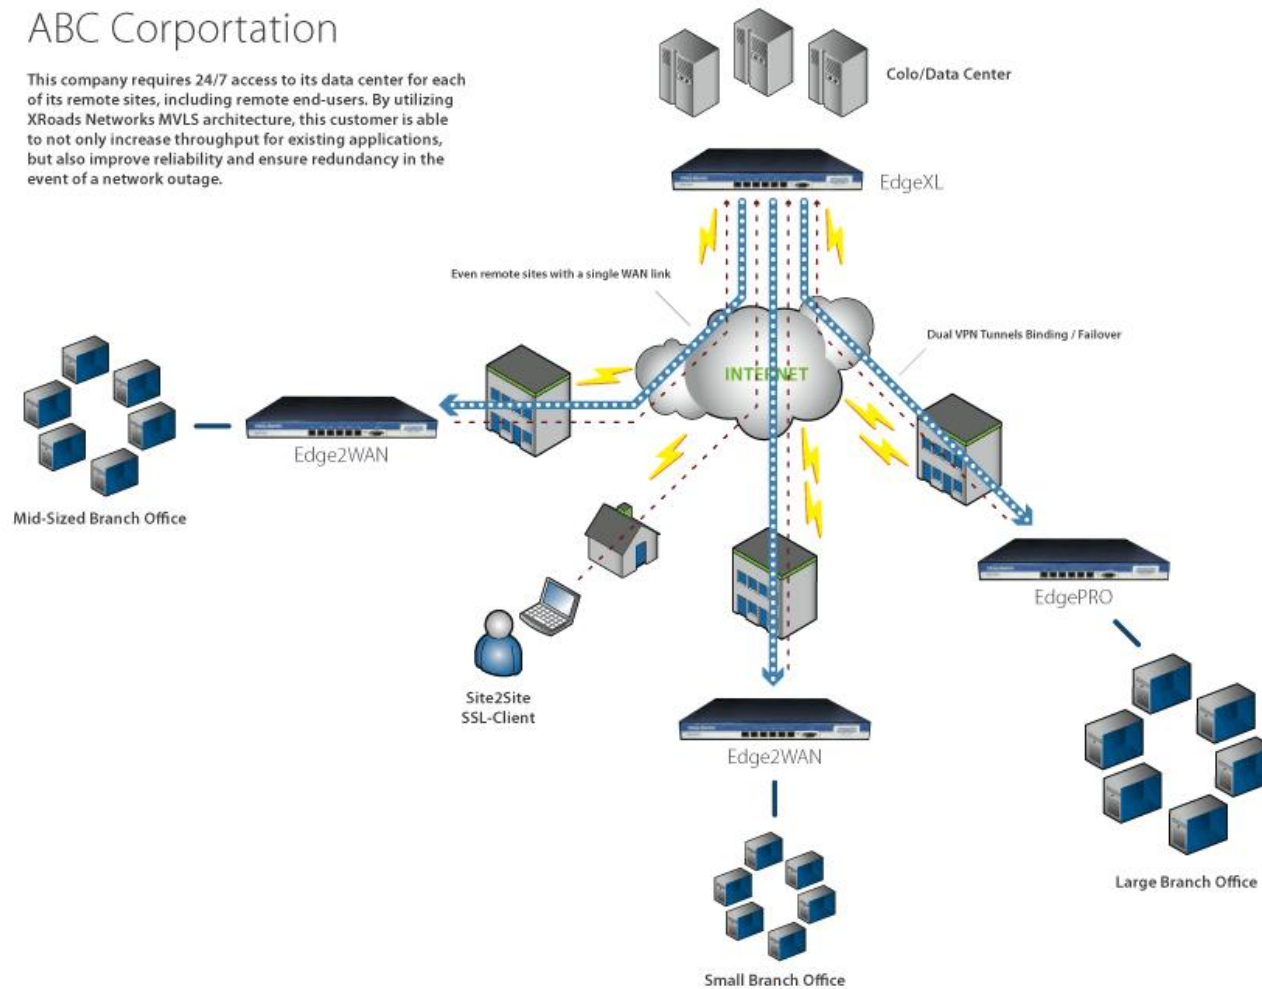 ABC Corportation
This company requires 24/7 access to its data center for each
of its remote sites, including remote end-users. By utilizing
XRoads Networks MVLS architecture, this customer is able
to not only increase throughput for existing applications,
but also improve reliability and ensure redundancy in the
event of a network outage.
Colo/Data Center
EdgeXL
Even remote sites with a single WAN link
Dual VPN Tunnels Binding / Failover
INTERNET
Edge2WAN
Mid-Sized Branch Office
EdgePRO
Site2Site
SSL-Client
Edge2WAN
Large Branch Office
Small Branch Office